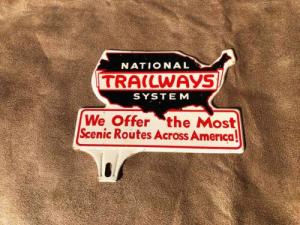 NATIONAL
TRAILWAYS
SYSTEM
We Offer the Most
Scenic Routes Across America!